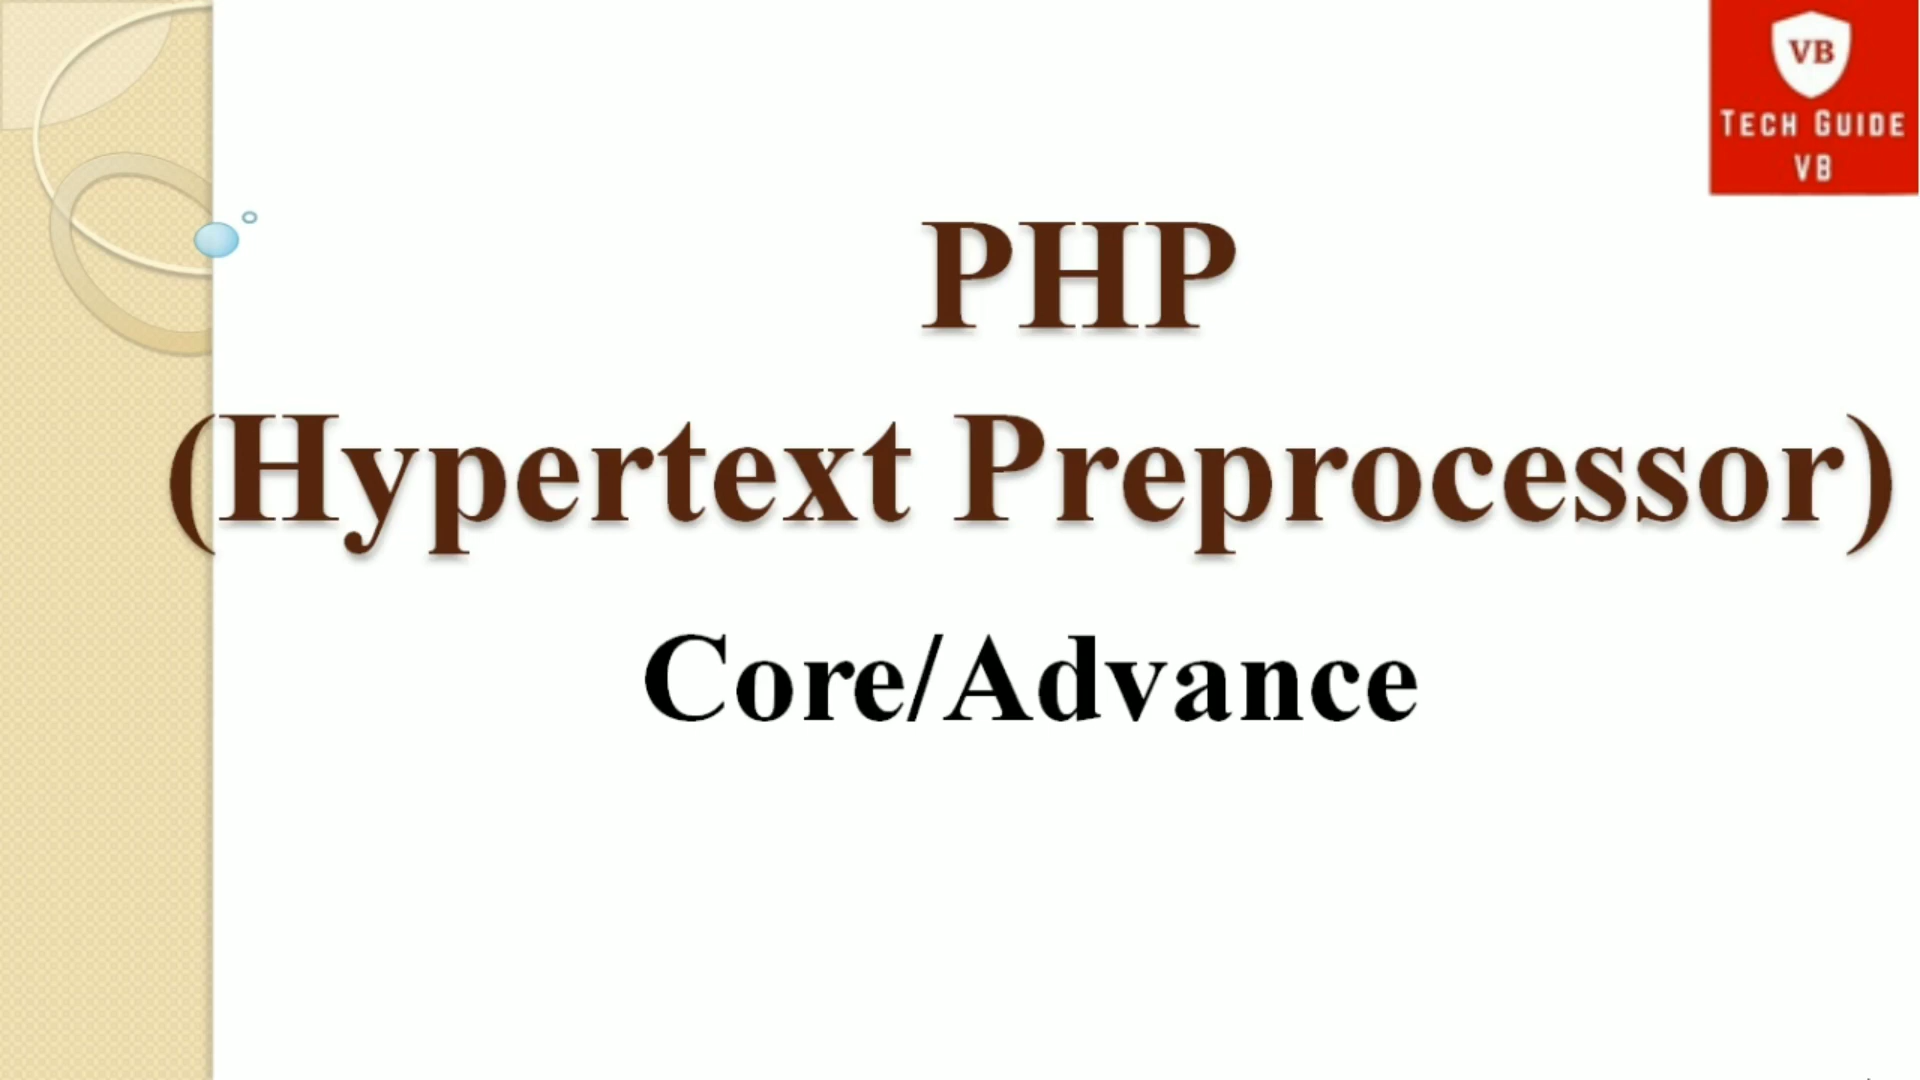 VB
TECH GUIDE
VB
PHP
(Hypertext Preprocessor)
Core/Advance